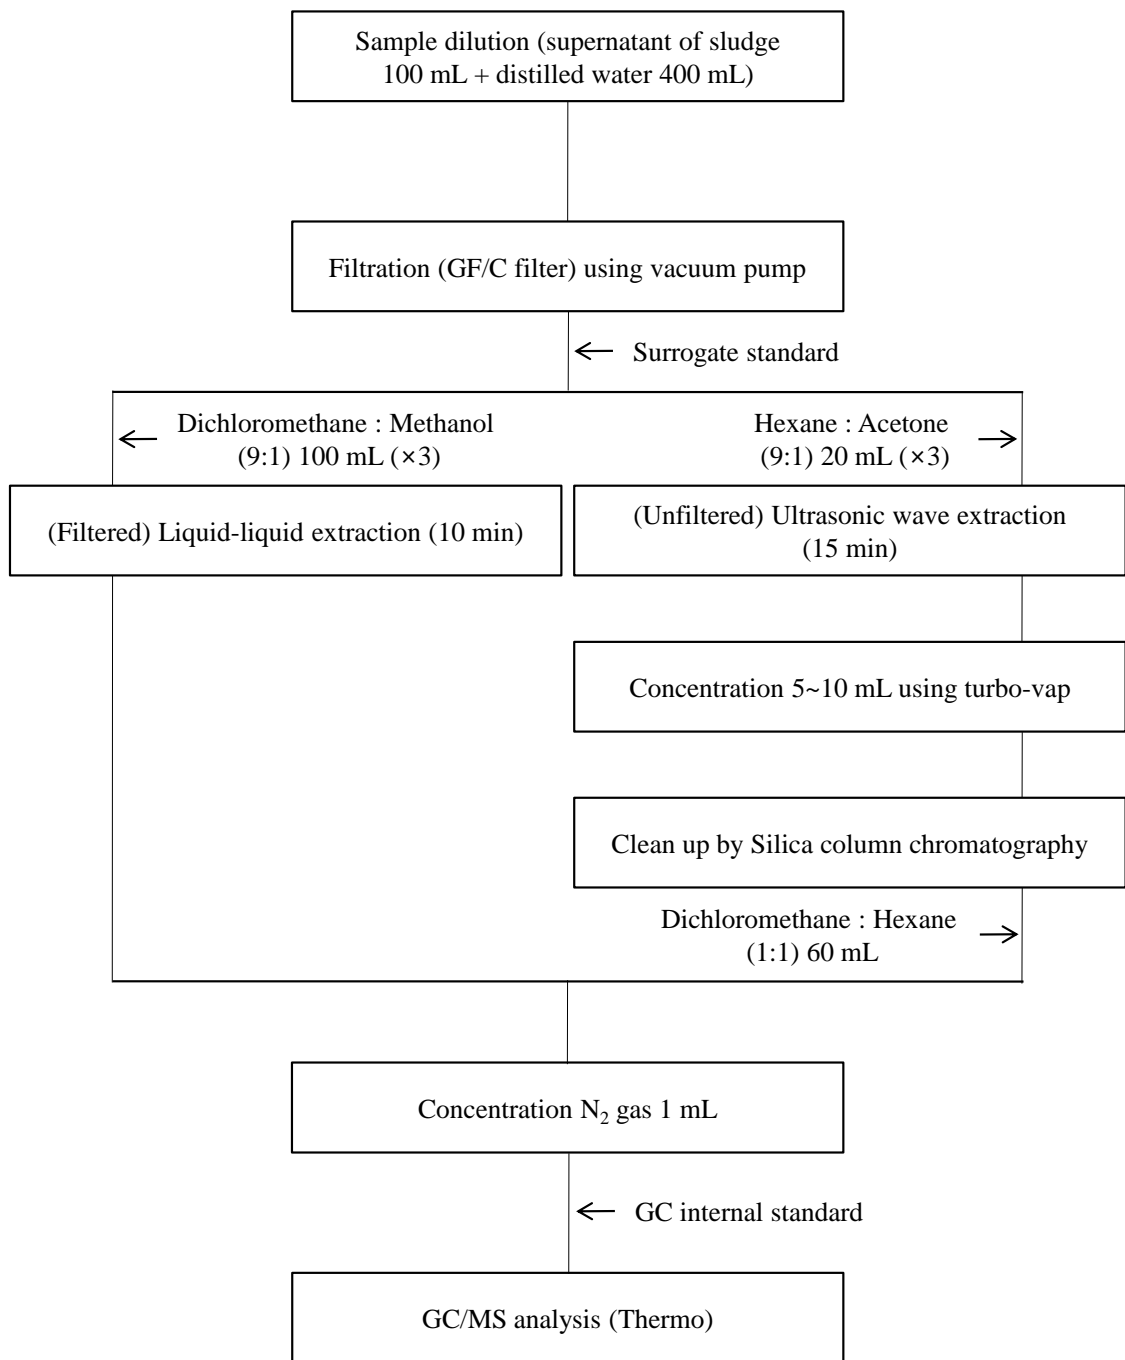 Sample dilution (supernatant of sludge
100 mL + distilled water 400 mL)
Filtration (GF/C filter) using vacuum pump
Surrogate standard
Dichloromethane : Methanol
(9:1) 100 mL (×3)
Hexane : Acetone
(9:1) 20 mL (×3)
(Filtered) Liquid-liquid extraction (10 min)
(Unfiltered) Ultrasonic wave extraction
(15 min)
Concentration 5~10 mL using turbo-vap
Clean up by Silica column chromatography
Dichloromethane : Hexane
(1:1) 60 mL
Concentration N₂ gas 1 mL
GC internal standard
GC/MS analysis (Thermo)